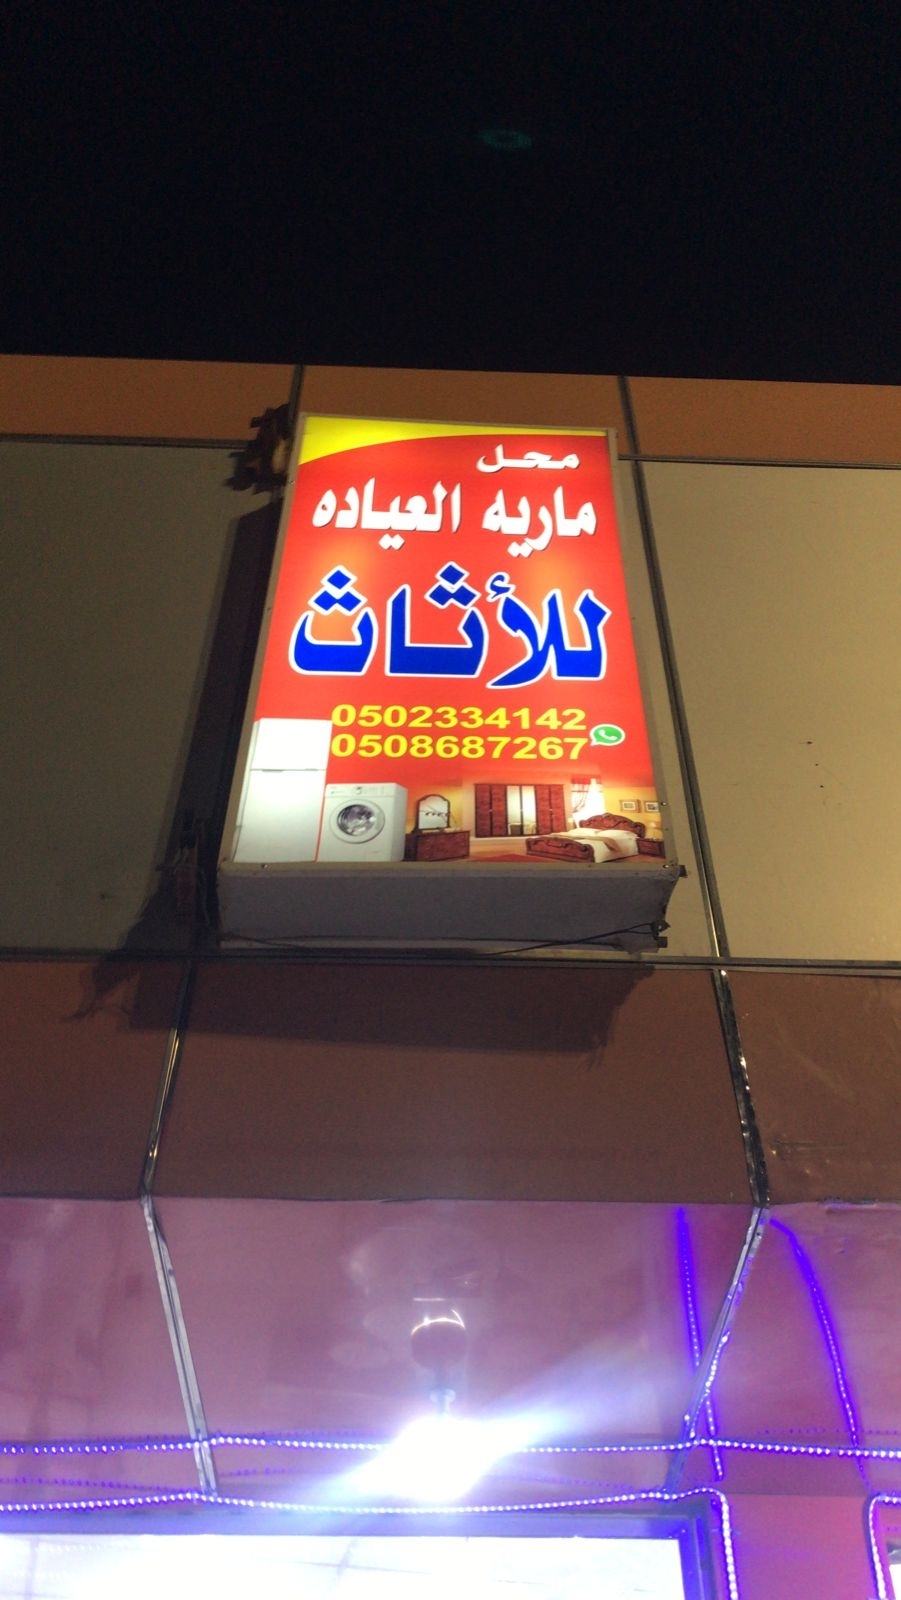 محل
ماريه العياده
للأثاث
0502334142
0508687267